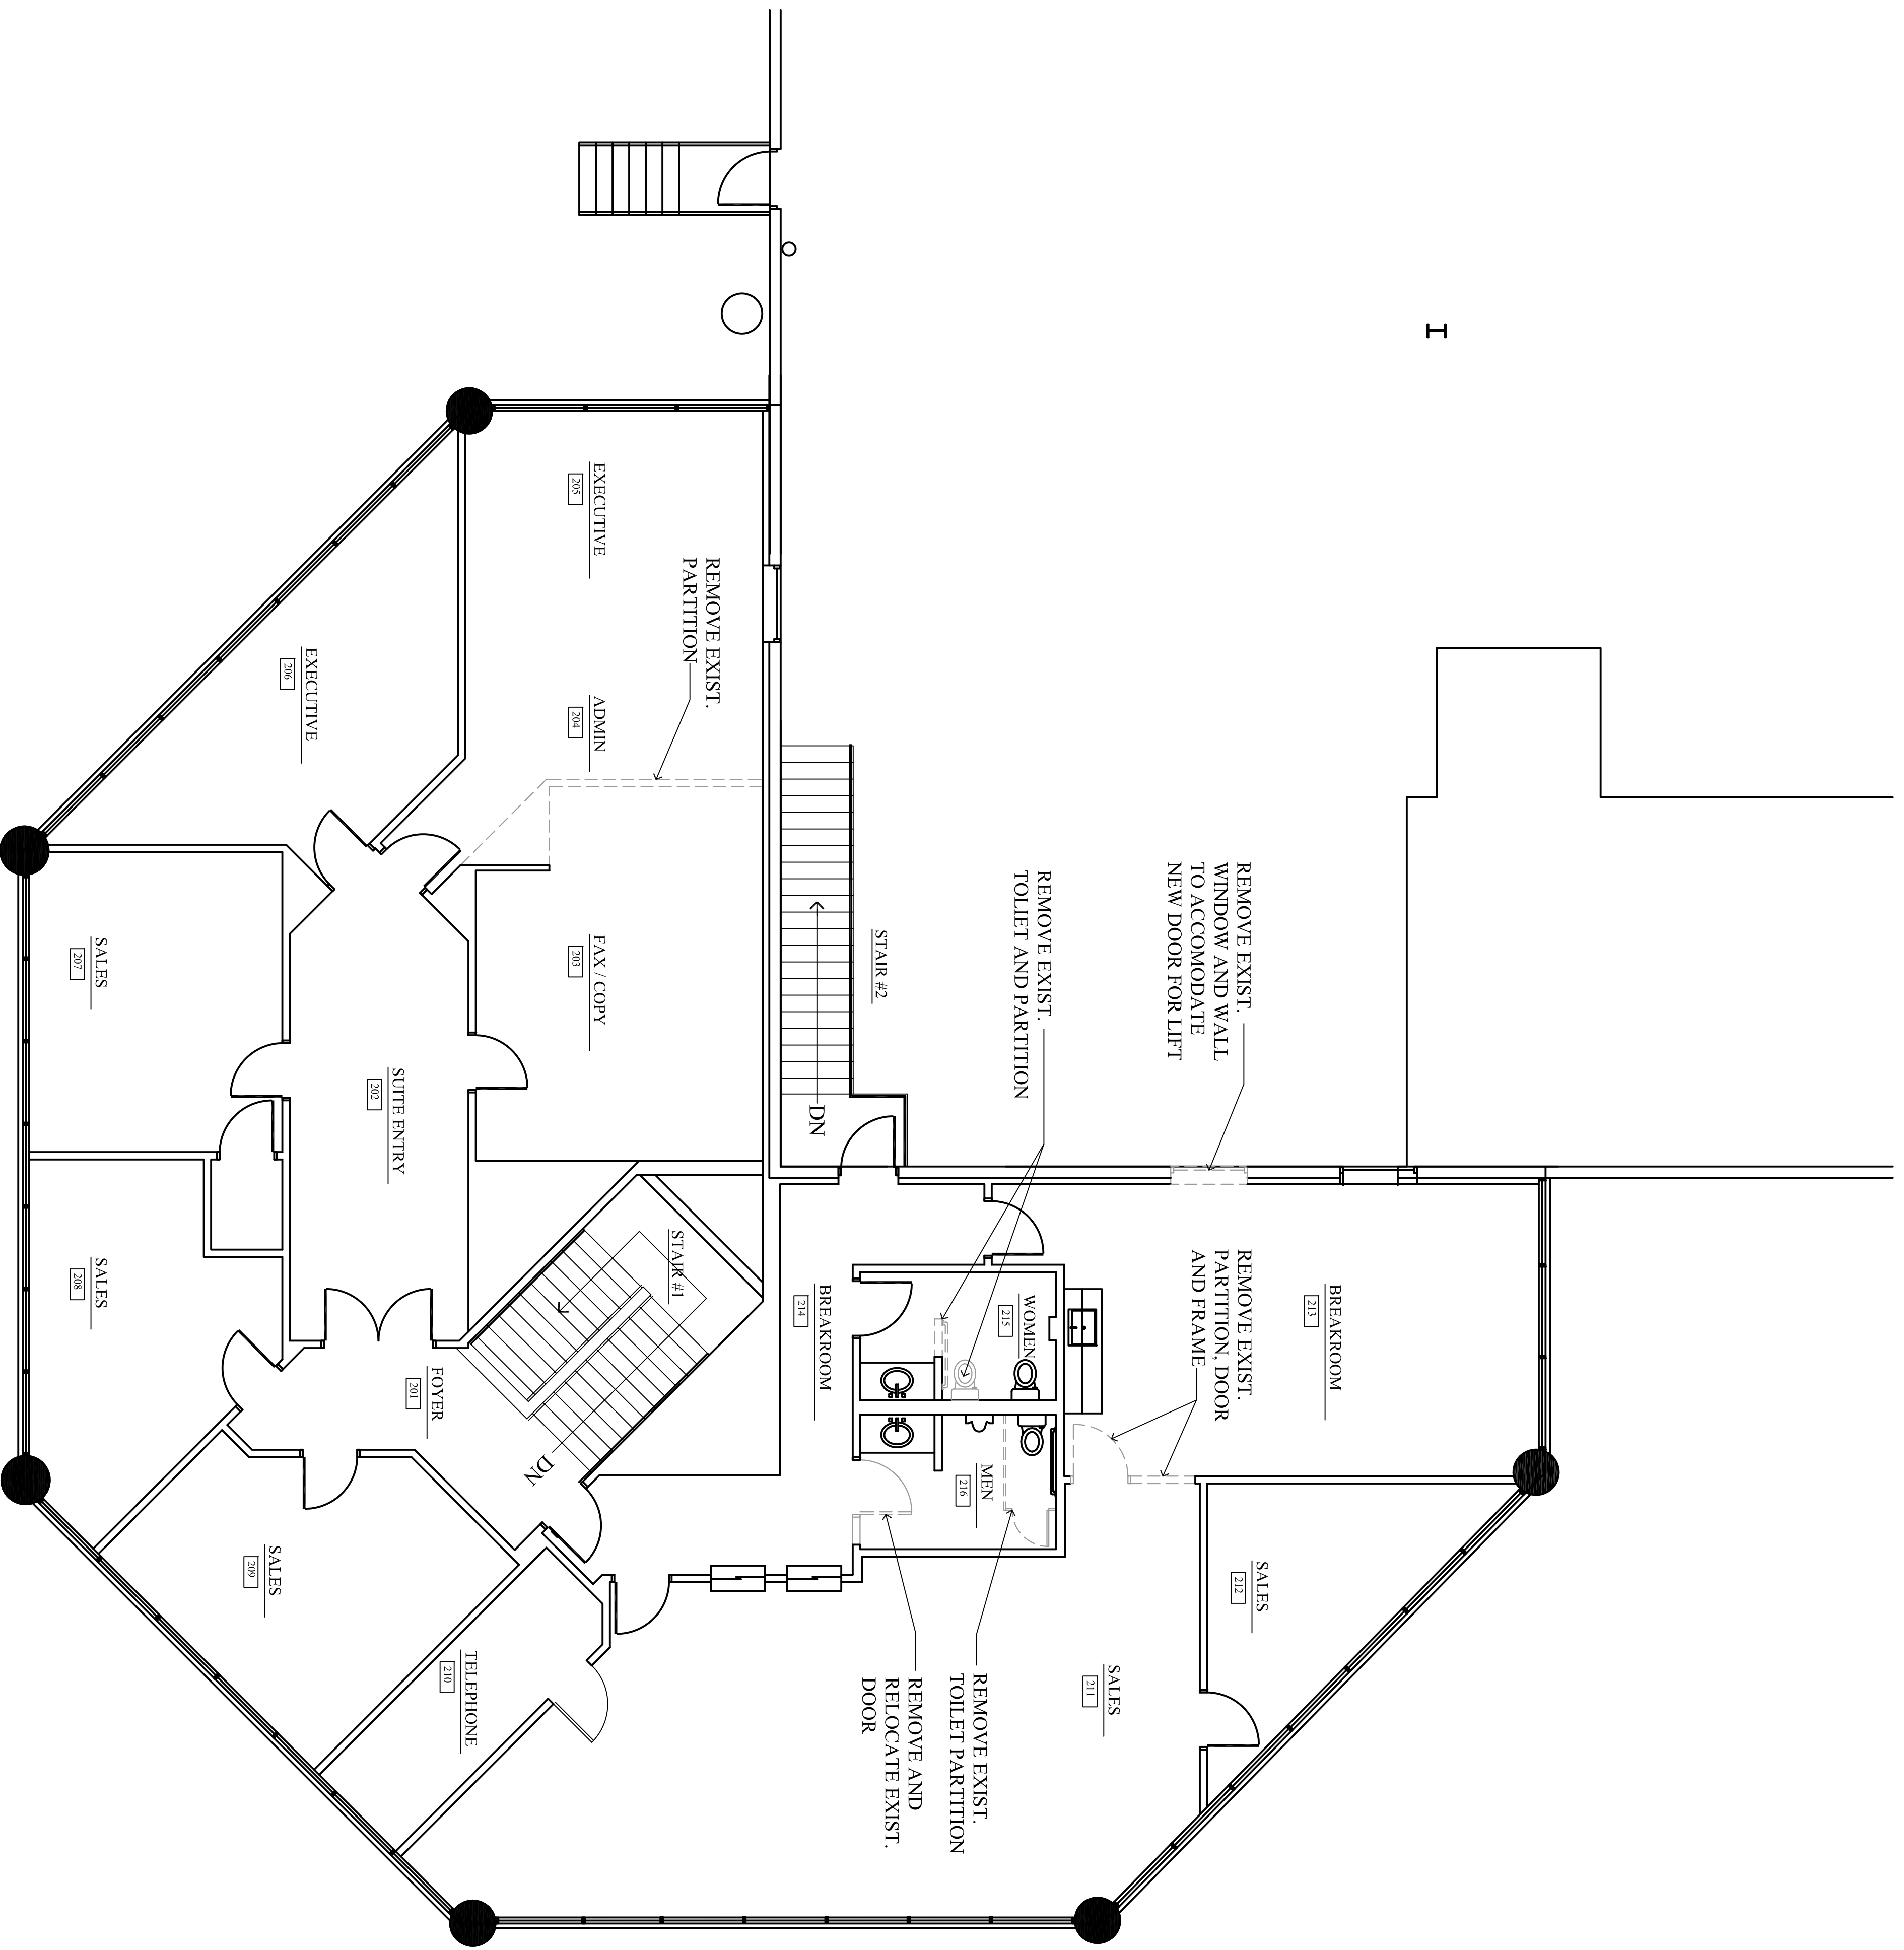 EXECUTIVE
205
REMOVE EXIST.
PARTITION
ADMIN
204
EXECUTIVE
206
FAX / COPY
203
SALES
207
SUITE ENTRY
202
SALES
208
STAIR #2
DN
STAIR #1
DN
FOYER
201
REMOVE EXIST.
TOLIET AND PARTITION
REMOVE EXIST.
WINDOW AND WALL
TO ACCOMODATE
NEW DOOR FOR LIFT
REMOVE EXIST.
PARTITION, DOOR
AND FRAME
BREAKROOM
213
BREAKROOM
214
WOMEN
215
MEN
216
SALES
212
SALES
211
SALES
209
TELEPHONE
210
REMOVE EXIST.
TOILET PARTITION
REMOVE AND
RELOCATE EXIST.
DOOR